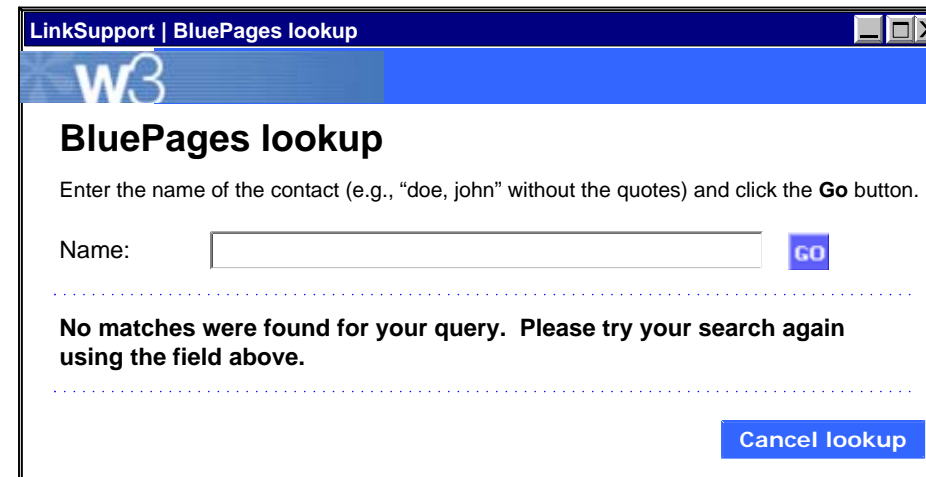 LinkSupport | BluePages lookup
w3
BluePages lookup
Enter the name of the contact (e.g., “doe, john” without the quotes) and click the Go button.
Name:
GO
No matches were found for your query.  Please try your search again
using the field above.
Cancel lookup